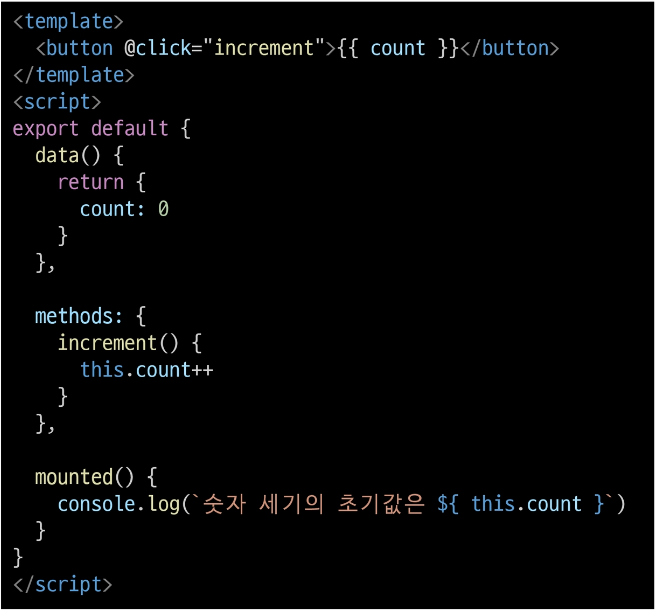 <template>
  <button @click="increment">{{ count }}</button>
</template>
<script>
export default {
  data() {
    return {
      count: 0
    }
  },

  methods: {
    increment() {
      this.count++
    }
  },

  mounted() {
    console.log(`숫자 세기의 초기값은 ${ this.count }`)
  }
}
</script>